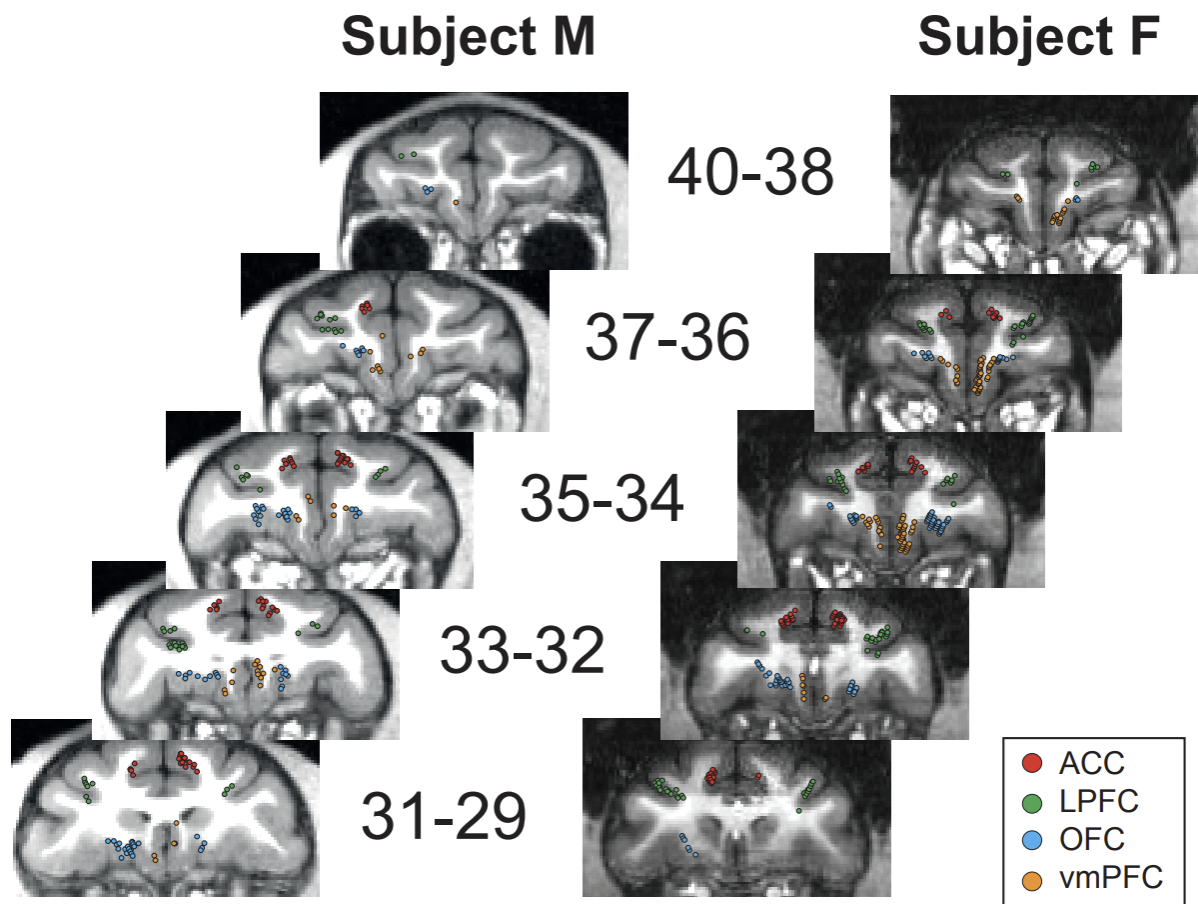 Subject M
Subject F
40-38
37-36
35-34
33-32
31-29
ACC
LPFC
OFC
vmPFC